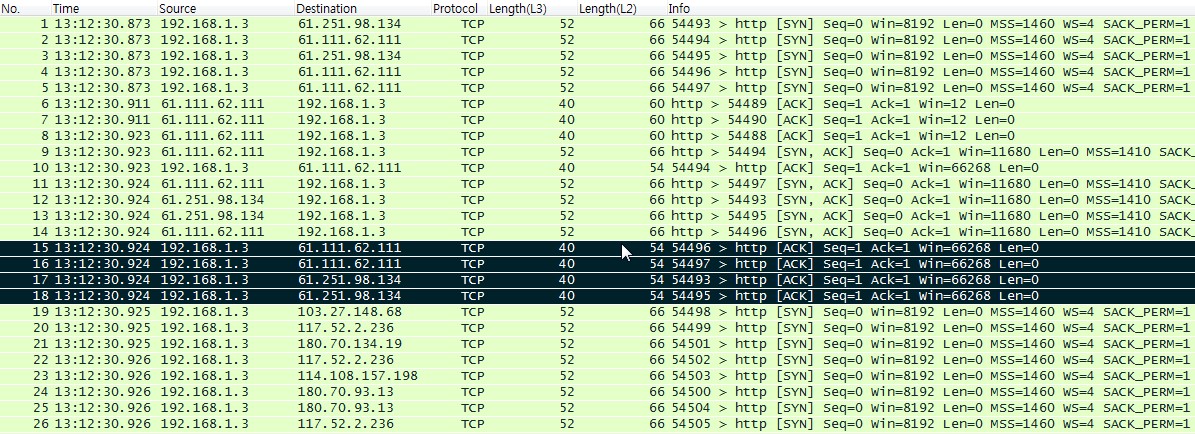 No. Time Source Destination Protocol Length(L3) Length(L2) Info
1 13:12:30.873 192.168.1.3 61.251.98.134 TCP 52 66 54493 > http [SYN] Seq=0 Win=8192 Len=0 MSS=1460 WS=4 SACK_PERM=1
2 13:12:30.873 192.168.1.3 61.111.62.111 TCP 52 66 54494 > http [SYN] Seq=0 Win=8192 Len=0 MSS=1460 WS=4 SACK_PERM=1
3 13:12:30.873 192.168.1.3 61.251.98.134 TCP 52 66 54495 > http [SYN] Seq=0 Win=8192 Len=0 MSS=1460 WS=4 SACK_PERM=1
4 13:12:30.873 192.168.1.3 61.111.62.111 TCP 52 66 54496 > http [SYN] Seq=0 Win=8192 Len=0 MSS=1460 WS=4 SACK_PERM=1
5 13:12:30.873 192.168.1.3 61.111.62.111 TCP 52 66 54497 > http [SYN] Seq=0 Win=8192 Len=0 MSS=1460 WS=4 SACK_PERM=1
6 13:12:30.911 61.111.62.111 192.168.1.3 TCP 40 60 http > 54489 [ACK] Seq=1 Ack=1 Win=12 Len=0
7 13:12:30.911 61.111.62.111 192.168.1.3 TCP 40 60 http > 54490 [ACK] Seq=1 Ack=1 Win=12 Len=0
8 13:12:30.923 61.111.62.111 192.168.1.3 TCP 40 60 http > 54488 [ACK] Seq=1 Ack=1 Win=12 Len=0
9 13:12:30.923 61.111.62.111 192.168.1.3 TCP 52 66 http > 54494 [SYN, ACK] Seq=0 Ack=1 Win=11680 Len=0 MSS=1410 SACK_
10 13:12:30.923 192.168.1.3 61.111.62.111 TCP 40 54 54494 > http [ACK] Seq=1 Ack=1 Win=66268 Len=0
11 13:12:30.924 61.111.62.111 192.168.1.3 TCP 52 66 http > 54497 [SYN, ACK] Seq=0 Ack=1 Win=11680 Len=0 MSS=1410 SACK_
12 13:12:30.924 61.251.98.134 192.168.1.3 TCP 52 66 http > 54493 [SYN, ACK] Seq=0 Ack=1 Win=11680 Len=0 MSS=1410 SACK_
13 13:12:30.924 61.251.98.134 192.168.1.3 TCP 52 66 http > 54495 [SYN, ACK] Seq=0 Ack=1 Win=11680 Len=0 MSS=1410 SACK_
14 13:12:30.924 61.111.62.111 192.168.1.3 TCP 52 66 http > 54496 [SYN, ACK] Seq=0 Ack=1 Win=11680 Len=0 MSS=1410 SACK_
15 13:12:30.924 192.168.1.3 61.111.62.111 TCP 40 54 54496 > http [ACK] Seq=1 Ack=1 Win=66268 Len=0
16 13:12:30.924 192.168.1.3 61.111.62.111 TCP 40 54 54497 > http [ACK] Seq=1 Ack=1 Win=66268 Len=0
17 13:12:30.924 192.168.1.3 61.251.98.134 TCP 40 54 54493 > http [ACK] Seq=1 Ack=1 Win=66268 Len=0
18 13:12:30.924 192.168.1.3 61.251.98.134 TCP 40 54 54495 > http [ACK] Seq=1 Ack=1 Win=66268 Len=0
19 13:12:30.925 192.168.1.3 103.27.148.68 TCP 52 66 54498 > http [SYN] Seq=0 Win=8192 Len=0 MSS=1460 WS=4 SACK_PERM=1
20 13:12:30.925 192.168.1.3 117.52.2.236 TCP 52 66 54499 > http [SYN] Seq=0 Win=8192 Len=0 MSS=1460 WS=4 SACK_PERM=1
21 13:12:30.925 192.168.1.3 180.70.134.19 TCP 52 66 54501 > http [SYN] Seq=0 Win=8192 Len=0 MSS=1460 WS=4 SACK_PERM=1
22 13:12:30.926 192.168.1.3 117.52.2.236 TCP 52 66 54502 > http [SYN] Seq=0 Win=8192 Len=0 MSS=1460 WS=4 SACK_PERM=1
23 13:12:30.926 192.168.1.3 114.108.157.198 TCP 52 66 54503 > http [SYN] Seq=0 Win=8192 Len=0 MSS=1460 WS=4 SACK_PERM=1
24 13:12:30.926 192.168.1.3 180.70.93.13 TCP 52 66 54500 > http [SYN] Seq=0 Win=8192 Len=0 MSS=1460 WS=4 SACK_PERM=1
25 13:12:30.926 192.168.1.3 180.70.93.13 TCP 52 66 54504 > http [SYN] Seq=0 Win=8192 Len=0 MSS=1460 WS=4 SACK_PERM=1
26 13:12:30.926 192.168.1.3 117.52.2.236 TCP 52 66 54505 > http [SYN] Seq=0 Win=8192 Len=0 MSS=1460 WS=4 SACK_PERM=1